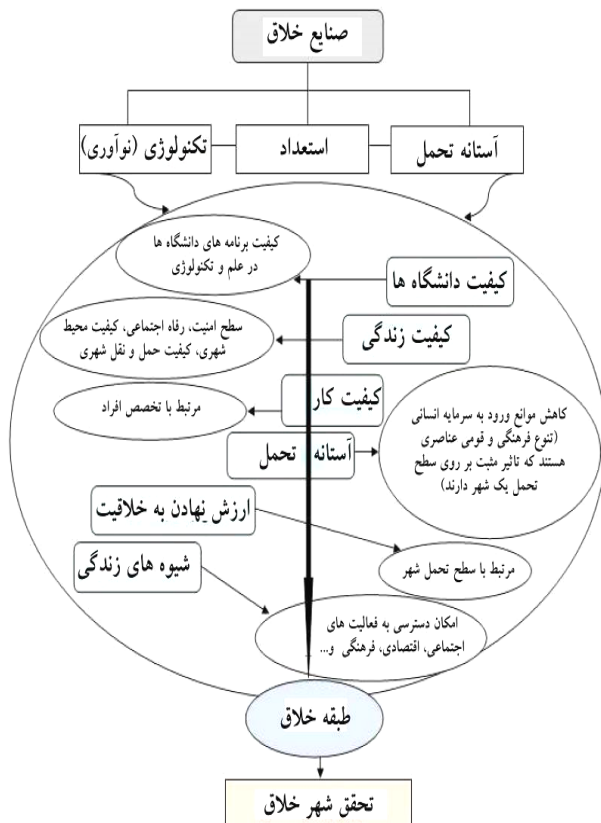 صنایع خلاق
آستانه تحمل
استعداد
تکنولوژی (نوآوری)
کیفیت برنامه های دانشگاه ها
در علم و تکنولوژی
کیفیت دانشگاه ها
سطح امنیت، رفاه اجتماعی، کیفیت محیط
شهری، کیفیت حمل و نقل شهری
کیفیت زندگی
کیفیت کار
مرتبط با تخصص افراد
کاهش موانع ورود به سرمایه انسانی
(تنوع فرهنگی و قومی عناصری
هستند که تاثیر مثبت بر روی سطح
تحمل یک شهر دارند)
آستانه تحمل
ارزش نهادن به خلاقیت
مرتبط با سطح تحمل شهر
شیوه های زندگی
امکان دسترسی به فعالیت های
اجتماعی، اقتصادی، فرهنگی و...
طبقه خلاق
تحقق شهر خلاق